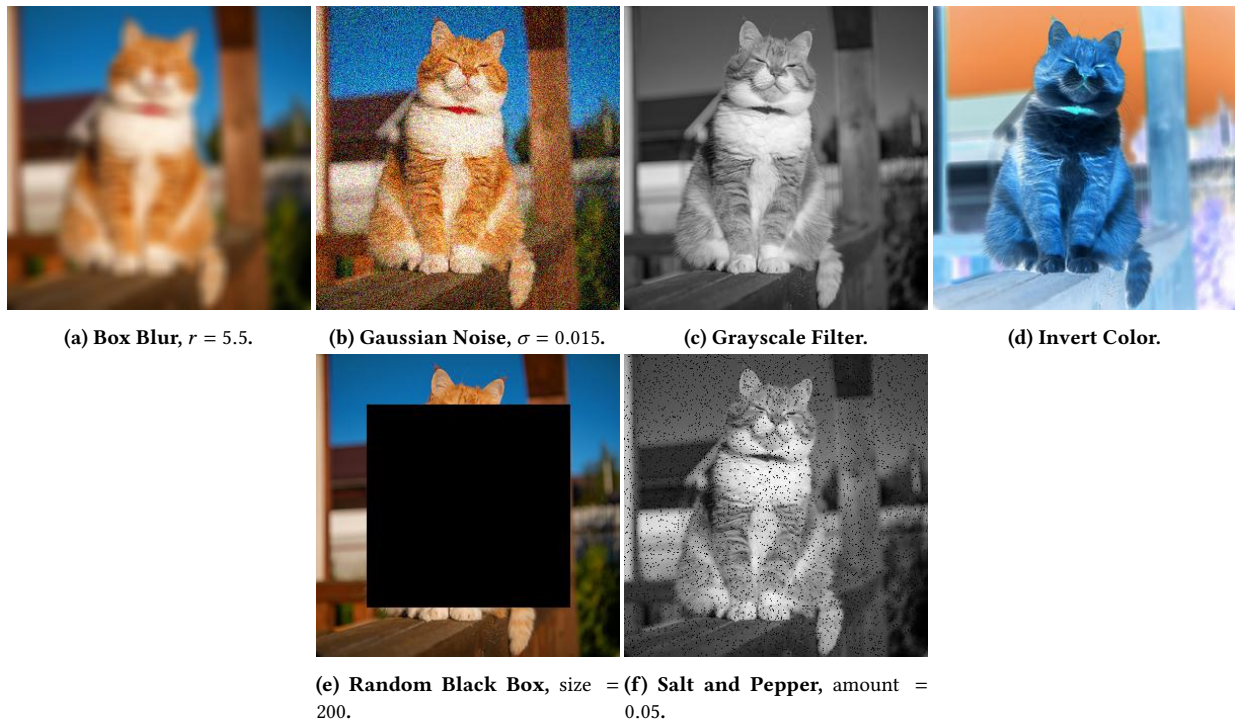 (a) Box Blur, r = 5.5.
(b) Gaussian Noise, σ = 0.015.
(c) Grayscale Filter.
(d) Invert Color.
(e) Random Black Box, size =
200.
(f) Salt and Pepper, amount =
0.05.